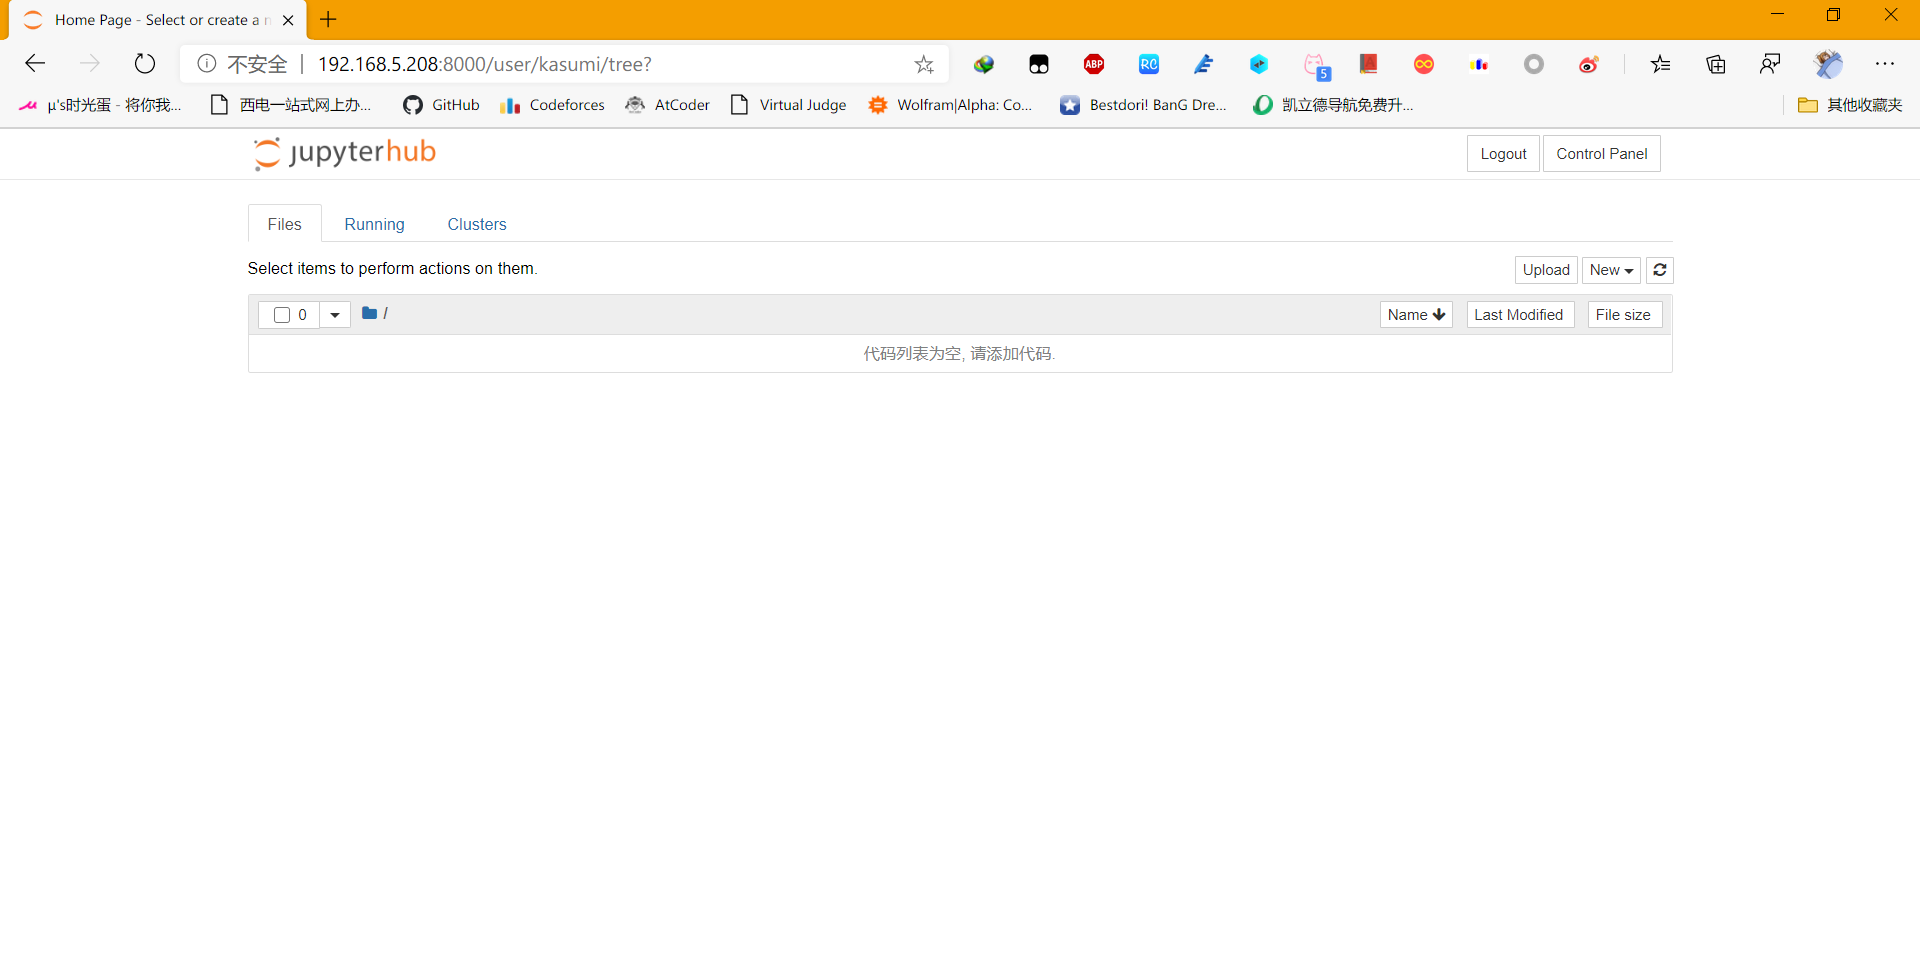 Home Page - Select or create a n
不安全 | 192.168.5.208:8000/user/kasumi/tree?
ABP
RC
5
μ's时光蛋 - 将你我...
西电一站式网上办...
GitHub
Codeforces
AtCoder
Virtual Judge
Wolfram|Alpha: Co...
Bestdori! BanG Dre...
凯立德导航免费升...
其他收藏夹
jupyterhub
Logout
Control Panel
Files
Running
Clusters
Select items to perform actions on them.
Upload
New
0
/
Name
Last Modified
File size
代码列表为空, 请添加代码.